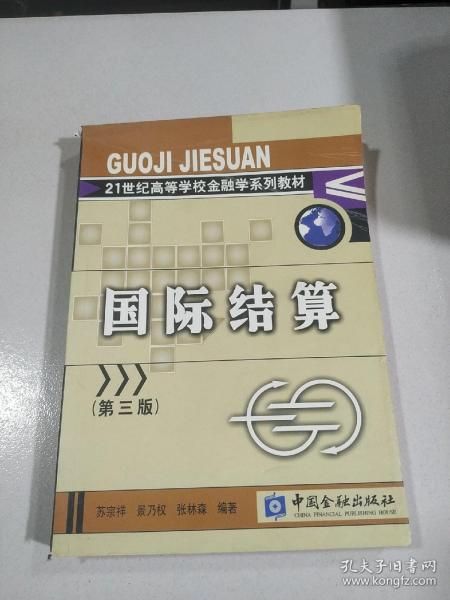 GUOJI JIESUAN
21世纪高等学校金融学系列教材
国际结算
(第三版)
苏宗祥 景乃权 张林森 编著
中国金融出版社
CHINA FINANCIAL PUBLISHING HOUSE
孔夫子旧书网
www.kongfz.com